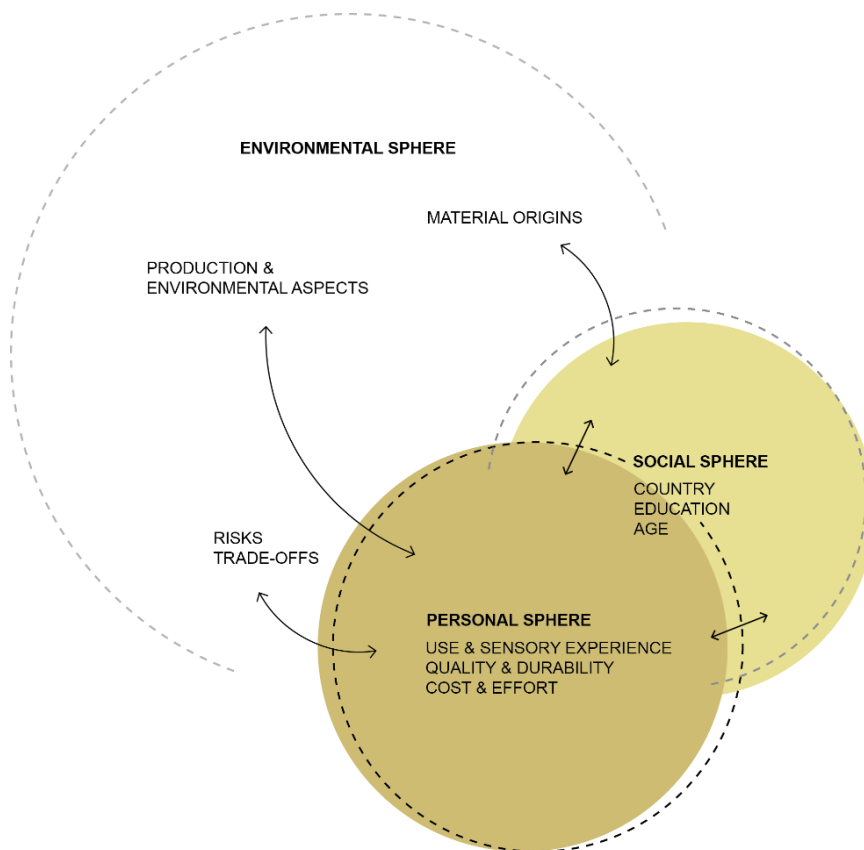 ENVIRONMENTAL SPHERE
MATERIAL ORIGINS
PRODUCTION &
ENVIRONMENTAL ASPECTS
SOCIAL SPHERE
COUNTRY
EDUCATION
AGE
RISKS
TRADE-OFFS
PERSONAL SPHERE
USE & SENSORY EXPERIENCE
QUALITY & DURABILITY
COST & EFFORT